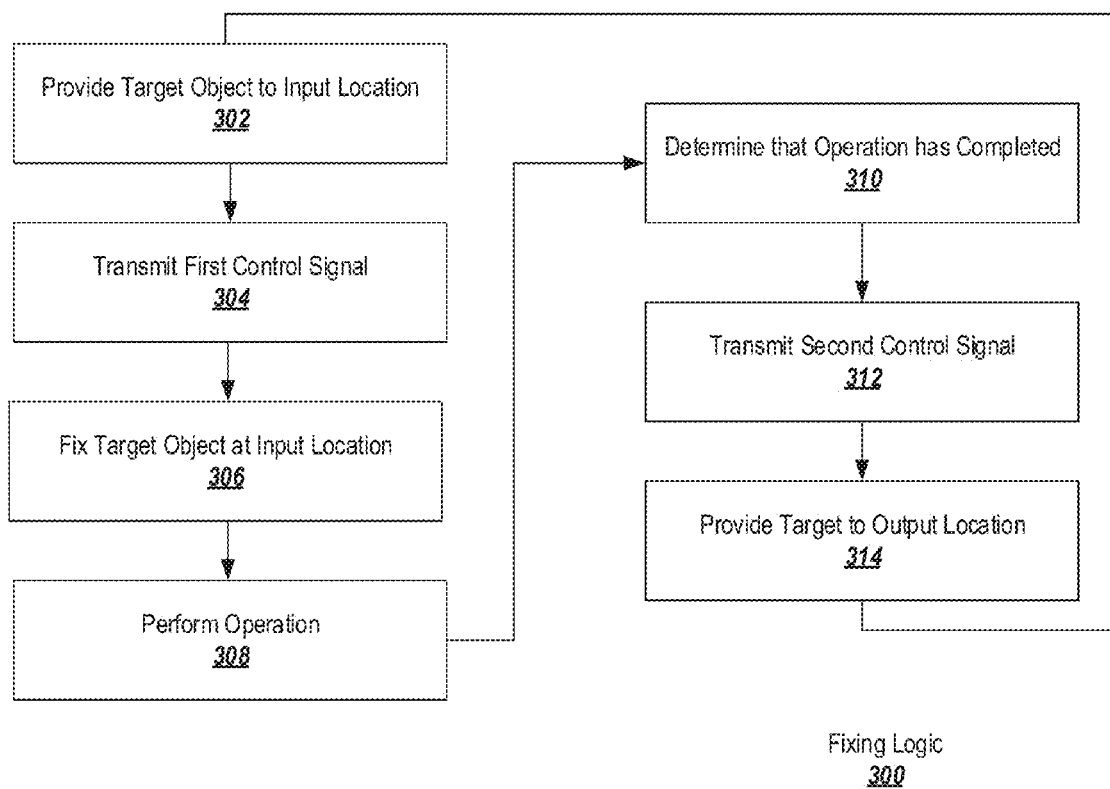 Provide Target Object to Input Location
302
Transmit First Control Signal
304
Fix Target Object at Input Location
306
Perform Operation
308
Determine that Operation has Completed
310
Transmit Second Control Signal
312
Provide Target to Output Location
314
Fixing Logic
300